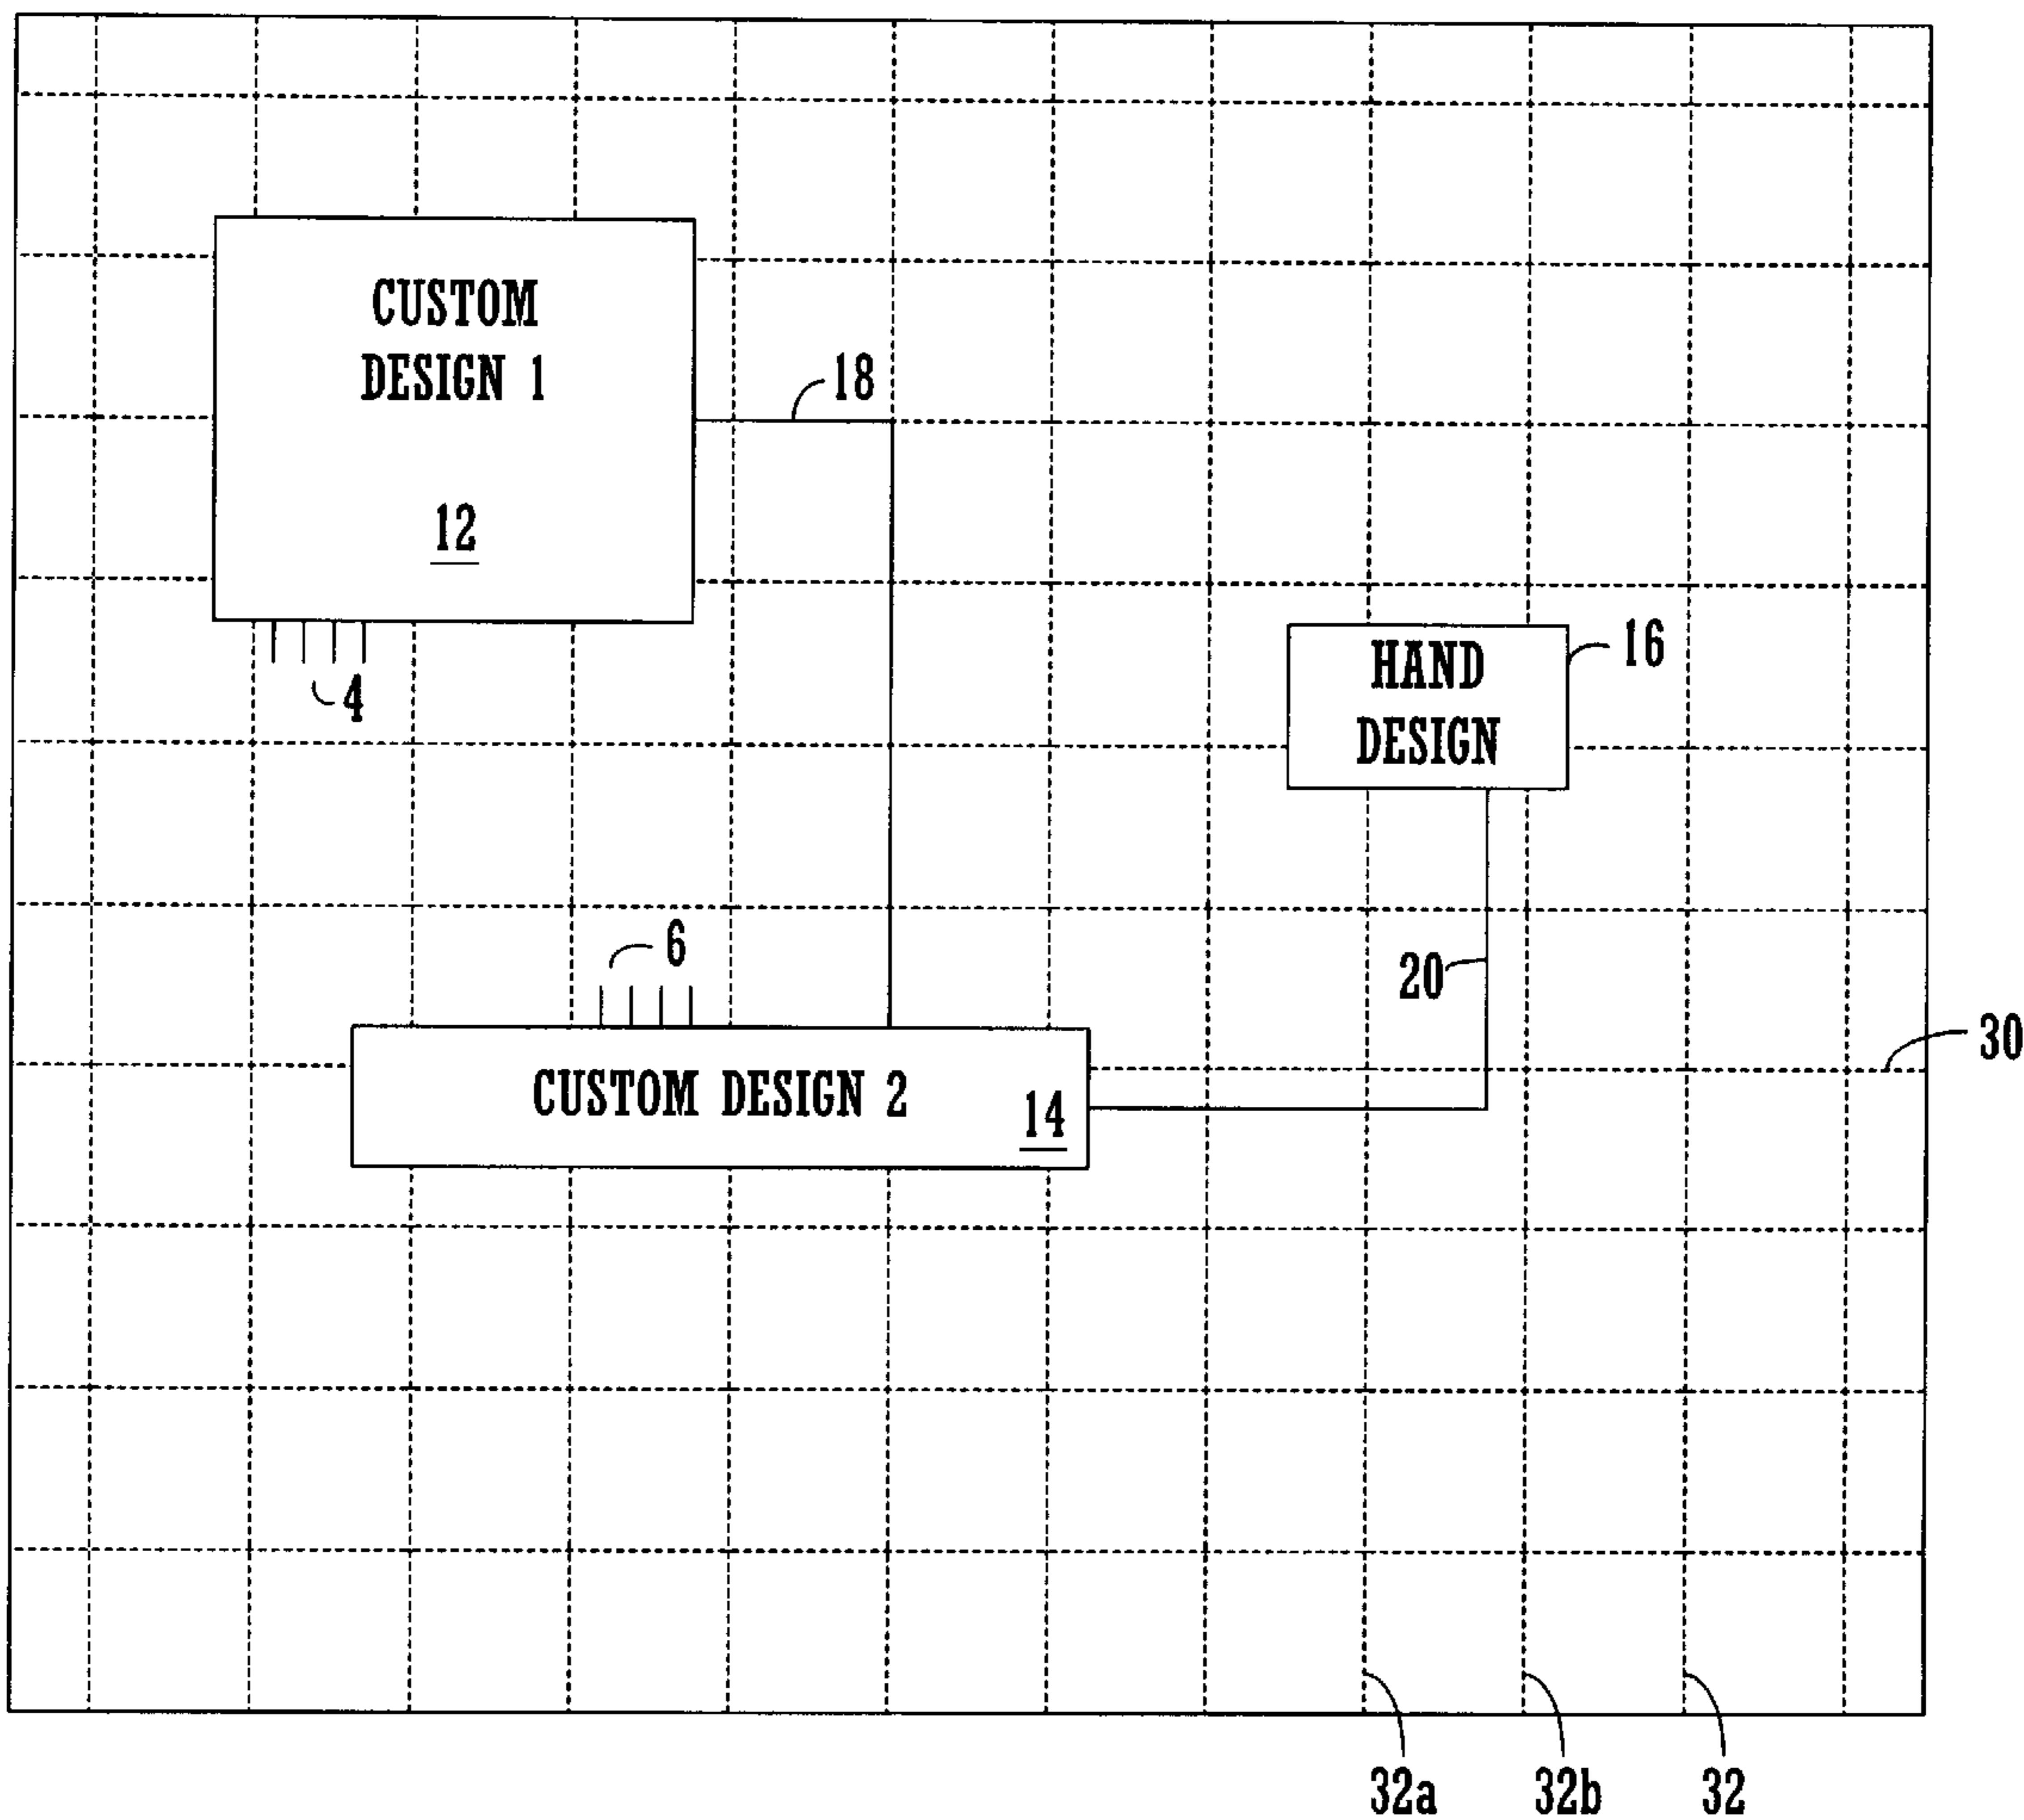 CUSTOM
DESIGN 1
18
12
4
HAND
DESIGN
16
6
20
30
CUSTOM DESIGN 2
14
32a
32b
32